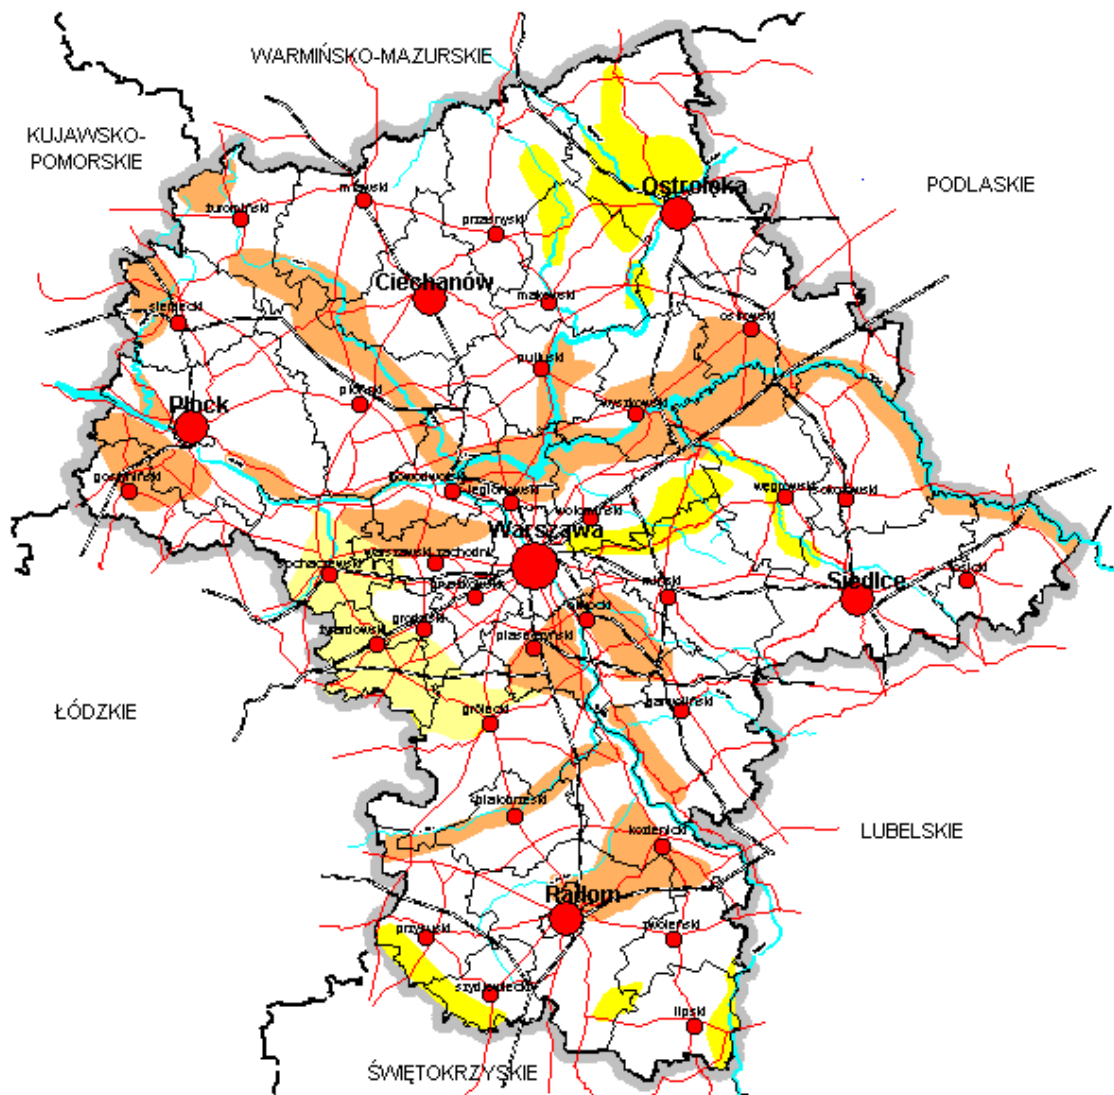 WARMIŃSKO-MAZURSKIE
KUJAWSKO-
POMORSKIE
PODLASKIE
mławski
Ostrołęka
żuromiński
przasnyski
Ciechanów
makowski
sierpecki
ostrowski
pułtuski
płoński
Płock
wyszkowski
gostyniński
nowodworski
legionowski
węgrowski
sokołowski
wołomiński
Warszawa
warszawski zachodni
sochaczewski
pruszkowski
miński
Siedlce
łosicki
otwocki
grodziski
żyrardowski
piaseczyński
ŁÓDZKIE
grójecki
garwoliński
białobrzeski
kozienicki
LUBELSKIE
Radom
przysuski
zwoleński
szydłowiecki
lipski
ŚWIĘTOKRZYSKIE